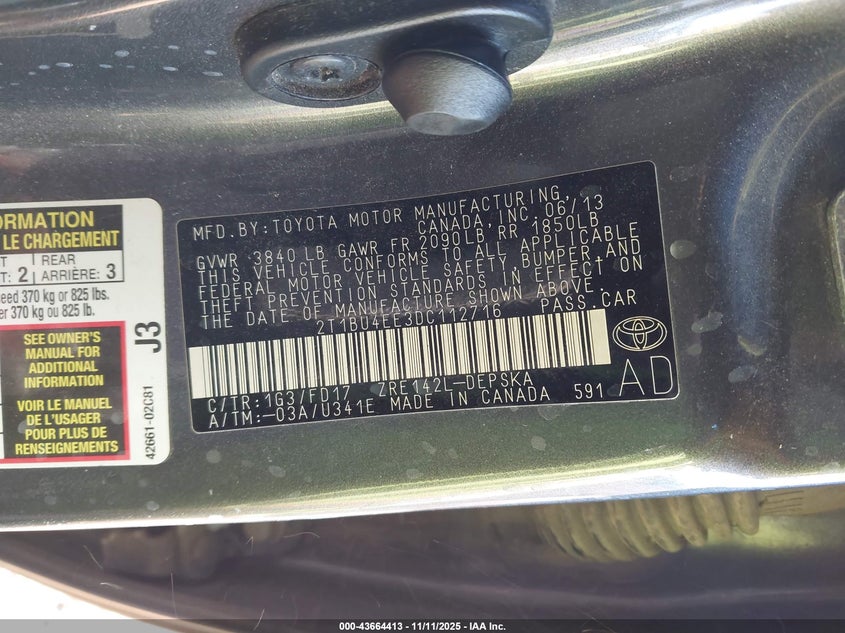 MFD.BY:TOYOTA MOTOR MANUFACTURING,
CANADA,INC.06/13
GVWR 3840 LB GAWR FR 2090LB RR 1850LB
THIS VEHICLE CONFORMS TO ALL APPLICABLE
FEDERAL MOTOR VEHICLE SAFETY,BUMPER,AND
THEFT PREVENTION STANDARDS IN EFFECT ON
THE DATE OF MANUFACTURE SHOWN ABOVE.
2T1BU4EE3DC112716 PASS.CAR
C/TR:1G3/FD17 ZRE142L-DEPSKA
A/TM:-03A/U341E MADE IN CANADA 591
AD
ORMATION
LE CHARGEMENT
REAR
2 ARRIÈRE: 3
eed 370 kg or 825 lbs.
r 370 kg ou 825 lb.
SEE OWNER'S
MANUAL FOR
ADDITIONAL
INFORMATION
VOIR LE MANUEL
DE L'USAGER
POUR PLUS DE
RENSEIGNEMENTS
J3
42661-02C81
000-43664413 - 11/11/2025 - IAA Inc.